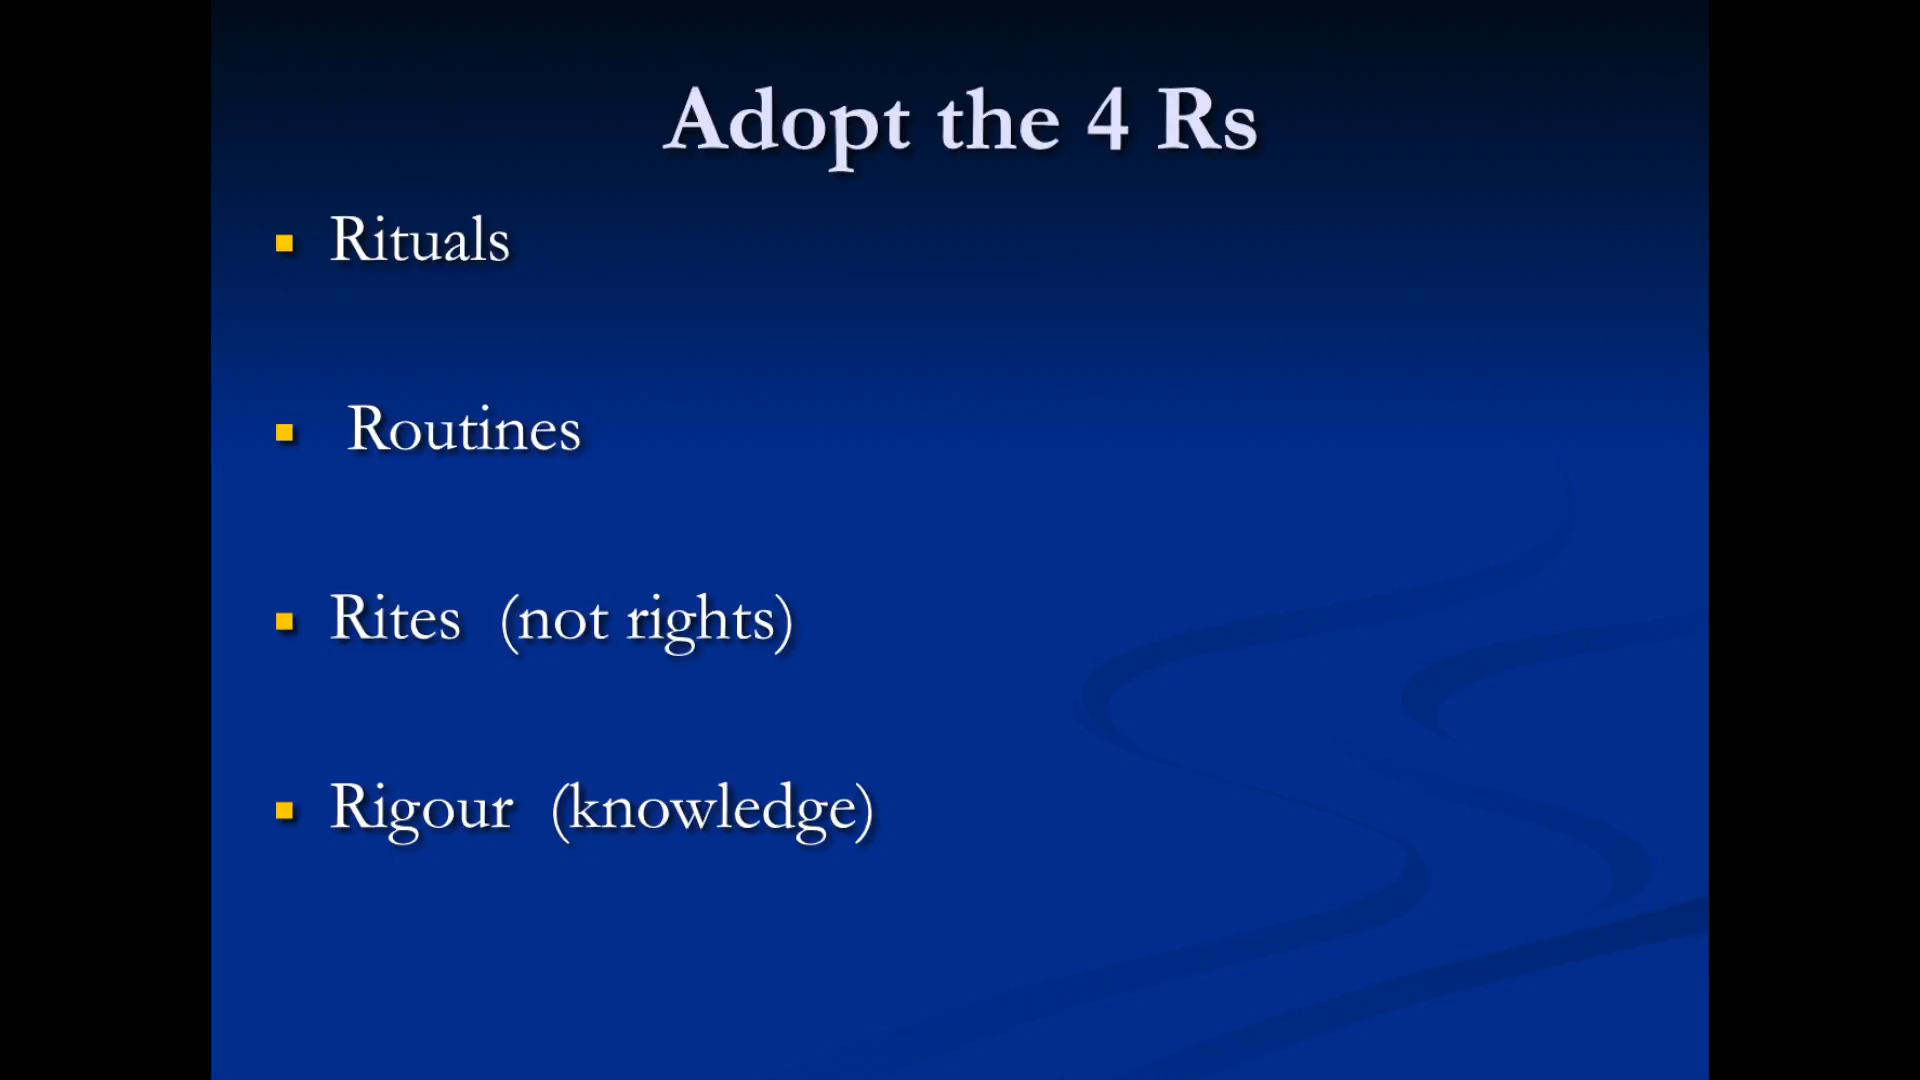 Adopt the 4 Rs
▪ Rituals
▪ Routines
▪ Rites (not rights)
▪ Rigour (knowledge)